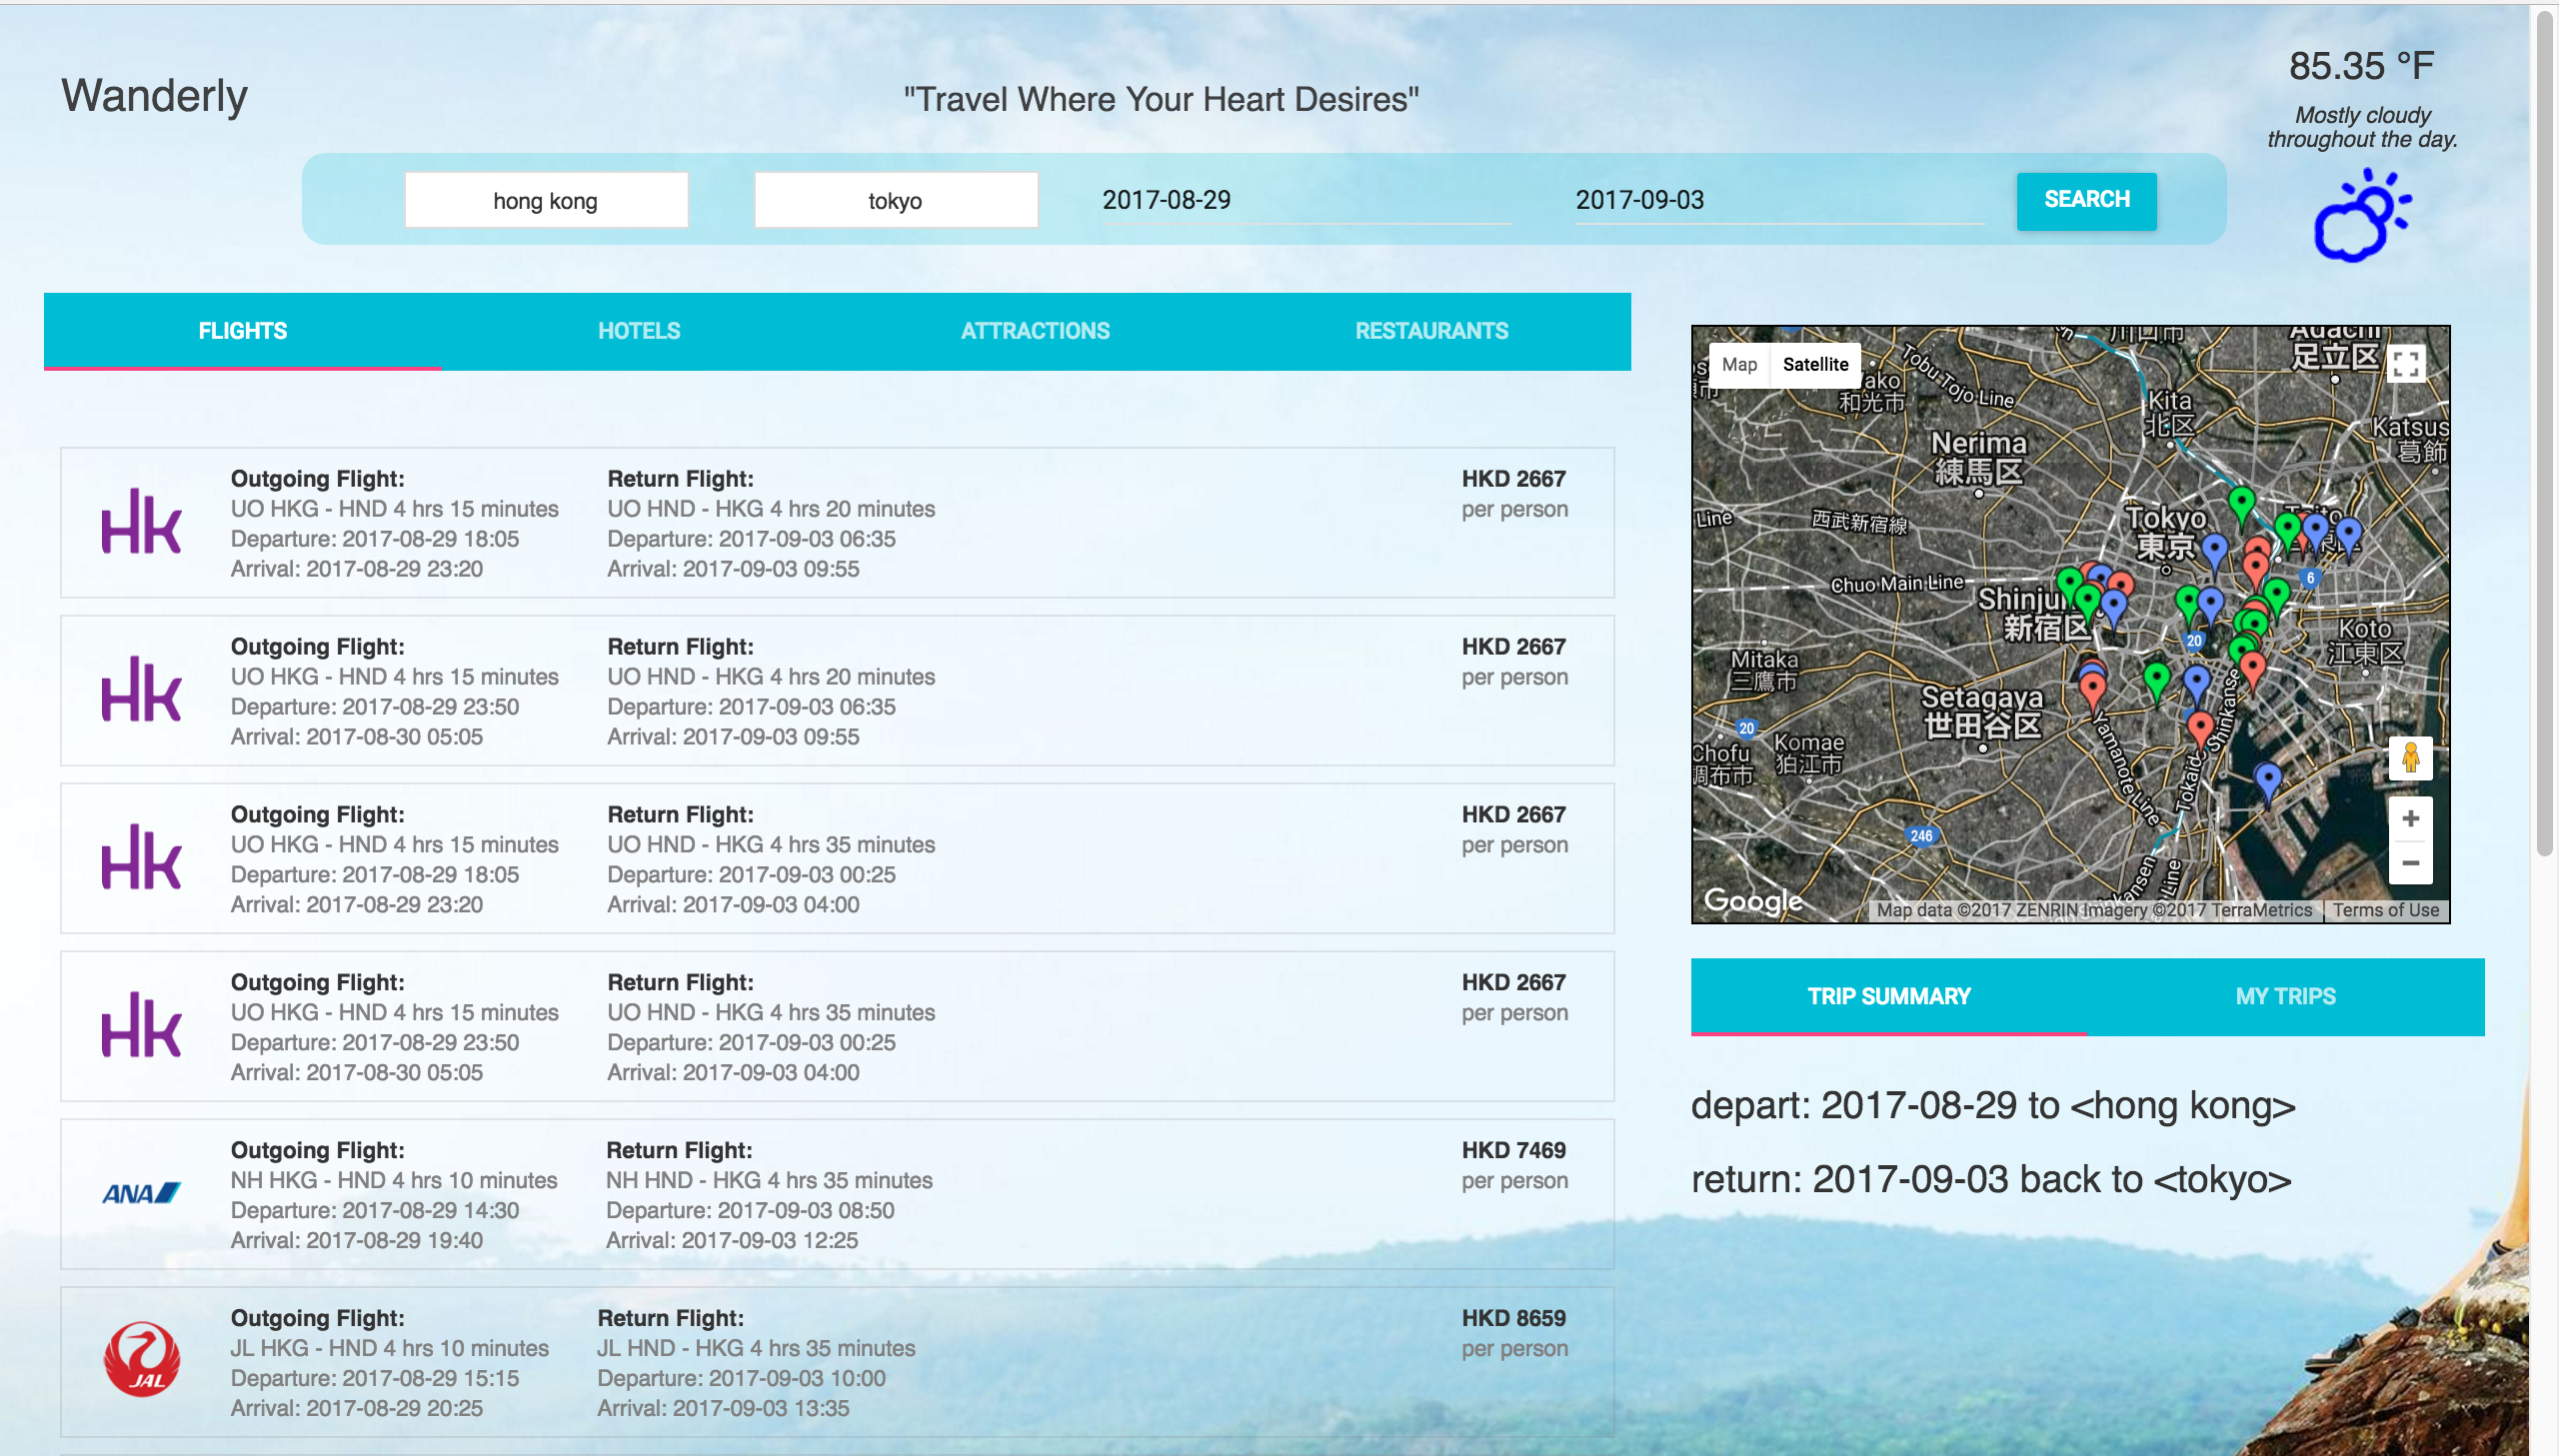 Wanderly
"Travel Where Your Heart Desires"
85.35 °F
Mostly cloudy
throughout the day.
hong kong
tokyo
2017-08-29
2017-09-03
SEARCH
FLIGHTS
HOTELS
ATTRACTIONS
RESTAURANTS
hk
Outgoing Flight:
UO HKG - HND 4 hrs 15 minutes
Departure: 2017-08-29 18:05
Arrival: 2017-08-29 23:20
Return Flight:
UO HND - HKG 4 hrs 20 minutes
Departure: 2017-09-03 06:35
Arrival: 2017-09-03 09:55
HKD 2667
per person
hk
Outgoing Flight:
UO HKG - HND 4 hrs 15 minutes
Departure: 2017-08-29 23:50
Arrival: 2017-08-30 05:05
Return Flight:
UO HND - HKG 4 hrs 20 minutes
Departure: 2017-09-03 06:35
Arrival: 2017-09-03 09:55
HKD 2667
per person
hk
Outgoing Flight:
UO HKG - HND 4 hrs 15 minutes
Departure: 2017-08-29 18:05
Arrival: 2017-08-29 23:20
Return Flight:
UO HND - HKG 4 hrs 35 minutes
Departure: 2017-09-03 00:25
Arrival: 2017-09-03 04:00
HKD 2667
per person
hk
Outgoing Flight:
UO HKG - HND 4 hrs 15 minutes
Departure: 2017-08-29 23:50
Arrival: 2017-08-30 05:05
Return Flight:
UO HND - HKG 4 hrs 35 minutes
Departure: 2017-09-03 00:25
Arrival: 2017-09-03 04:00
HKD 2667
per person
ANA
Outgoing Flight:
NH HKG - HND 4 hrs 10 minutes
Departure: 2017-08-29 14:30
Arrival: 2017-08-29 19:40
Return Flight:
NH HND - HKG 4 hrs 35 minutes
Departure: 2017-09-03 08:50
Arrival: 2017-09-03 12:25
HKD 7469
per person
JAL
Outgoing Flight:
JL HKG - HND 4 hrs 10 minutes
Departure: 2017-08-29 15:15
Arrival: 2017-08-29 20:25
Return Flight:
JL HND - HKG 4 hrs 35 minutes
Departure: 2017-09-03 10:00
Arrival: 2017-09-03 13:35
HKD 8659
per person
Map
Satellite
Adachi
足立区
ako
和光市
Tobu-Tojo Line
Kita
北区
Katsus
葛飾
Nerima
練馬区
Line
西武新宿線
Tokyo
東京
Chuo Main Line
6
Shinju
新宿区
20
Koto
江東区
Mitaka
三鷹市
Setagaya
世田谷区
20
Chofu
調布市
Komae
狛江市
Yamanote Line
Tokaido Shinkanse
246
nkansen
Line
Google
Map data ©2017 ZENRIN Imagery ©2017 TerraMetrics
Terms of Use
TRIP SUMMARY
MY TRIPS
depart: 2017-08-29 to <hong kong>
return: 2017-09-03 back to <tokyo>